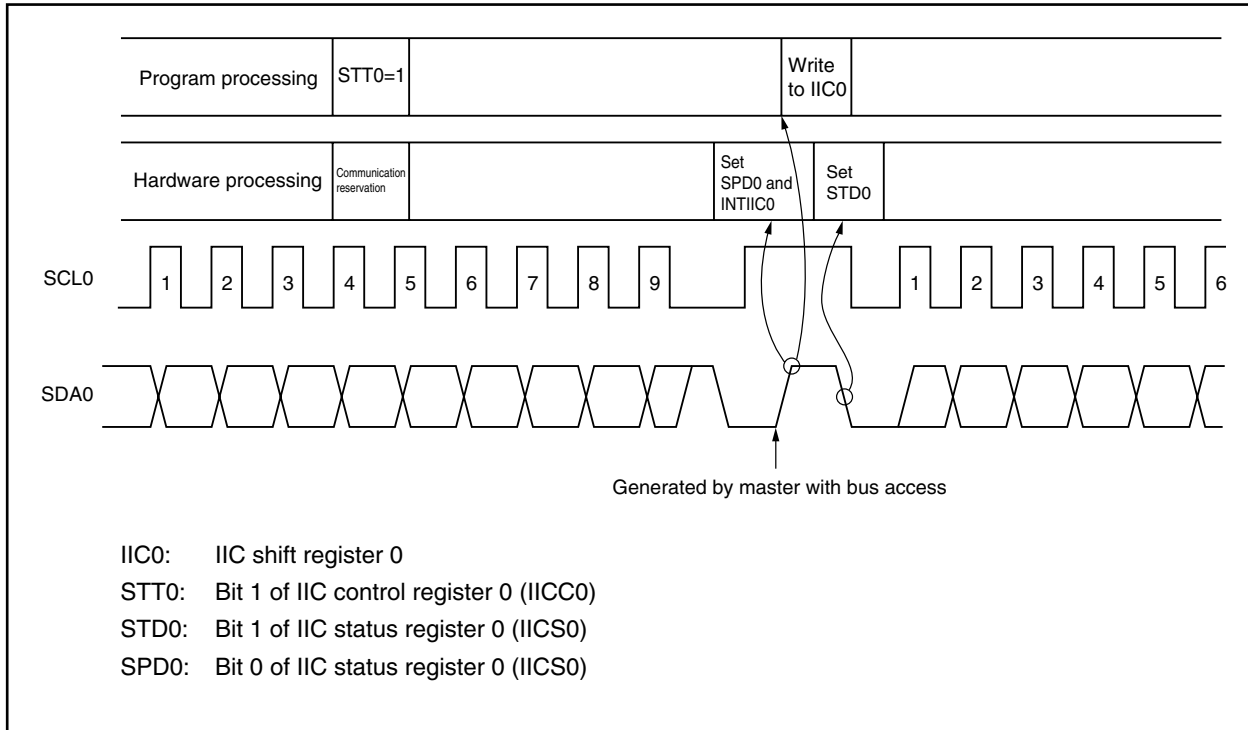 Program processing
STT0=1
Write
to IIC0
Hardware processing
Communication
reservation
Set
SPD0 and
INTIIC0
Set
STD0
SCL0
1 2 3 4 5 6 7 8 9 1 2 3 4 5 6
SDA0
Generated by master with bus access
IIC0: IIC shift register 0
STT0: Bit 1 of IIC control register 0 (IICC0)
STD0: Bit 1 of IIC status register 0 (IICS0)
SPD0: Bit 0 of IIC status register 0 (IICS0)